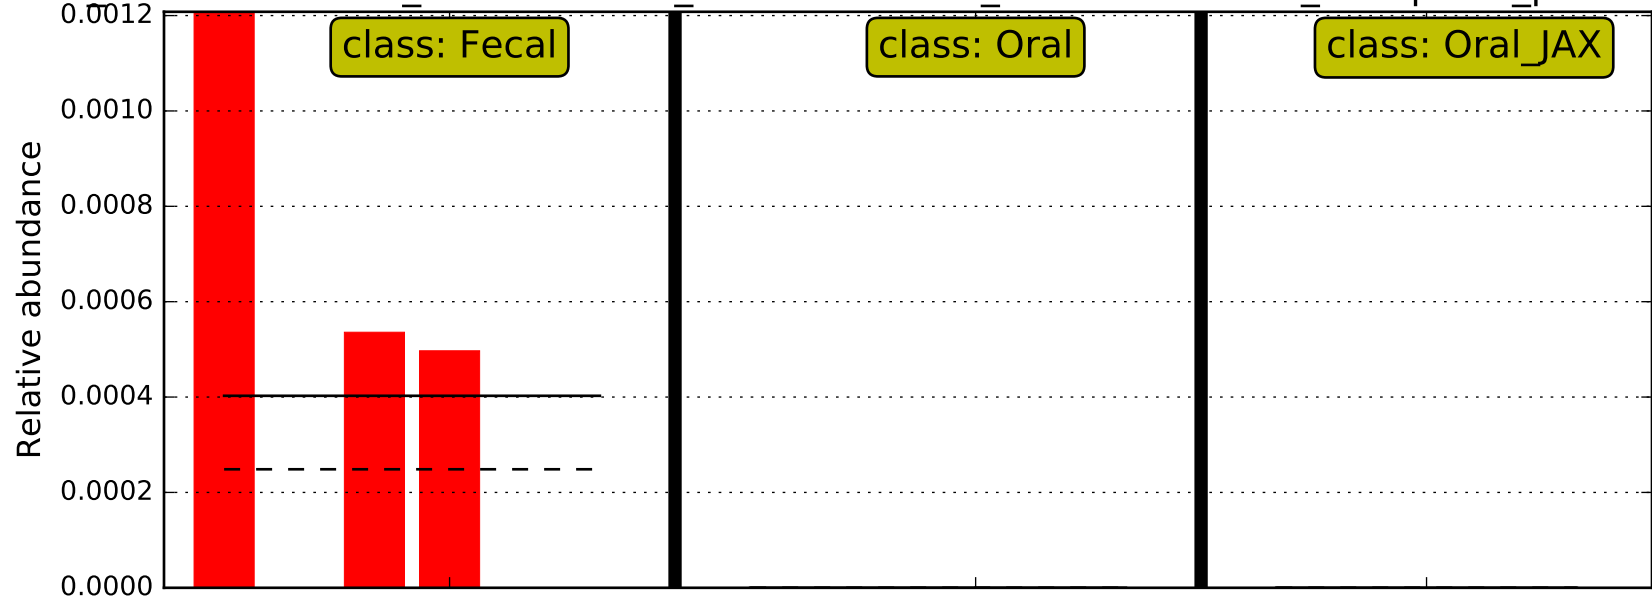 0.0012
class: Fecal
class: Oral
class: Oral_JAX
0.0010
0.0008
0.0006
0.0004
0.0002
0.0000
Relative abundance